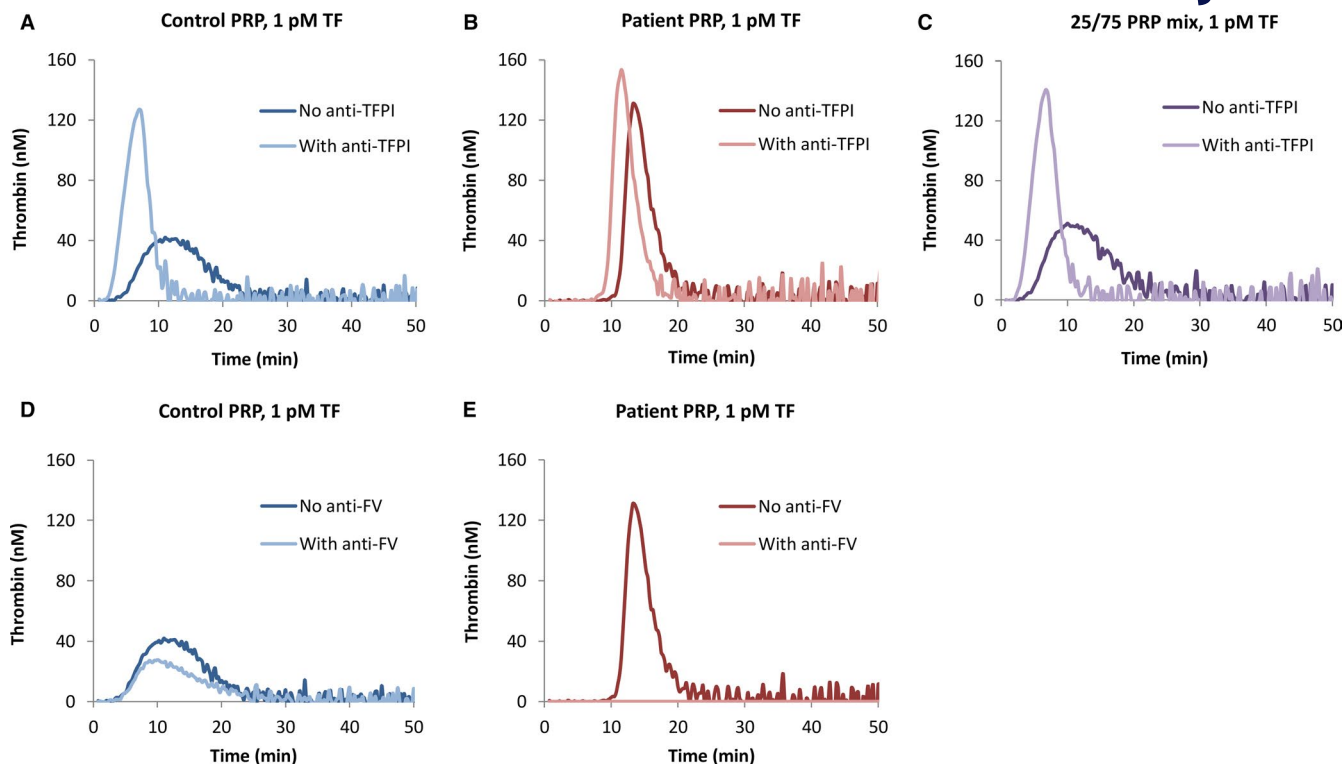 A
Control PRP, 1 pM TF
Thrombin (nM)
160
120
80
40
0
No anti-TFPI
With anti-TFPI
0 10 20 30 40 50
Time (min)
B
Patient PRP, 1 pM TF
Thrombin (nM)
160
120
80
40
0
No anti-TFPI
With anti-TFPI
0 10 20 30 40 50
Time (min)
C
25/75 PRP mix, 1 pM TF
Thrombin (nM)
160
120
80
40
0
No anti-TFPI
With anti-TFPI
0 10 20 30 40 50
Time (min)
D
Control PRP, 1 pM TF
Thrombin (nM)
160
120
80
40
0
No anti-FV
With anti-FV
0 10 20 30 40 50
Time (min)
E
Patient PRP, 1 pM TF
Thrombin (nM)
160
120
80
40
0
No anti-FV
With anti-FV
0 10 20 30 40 50
Time (min)